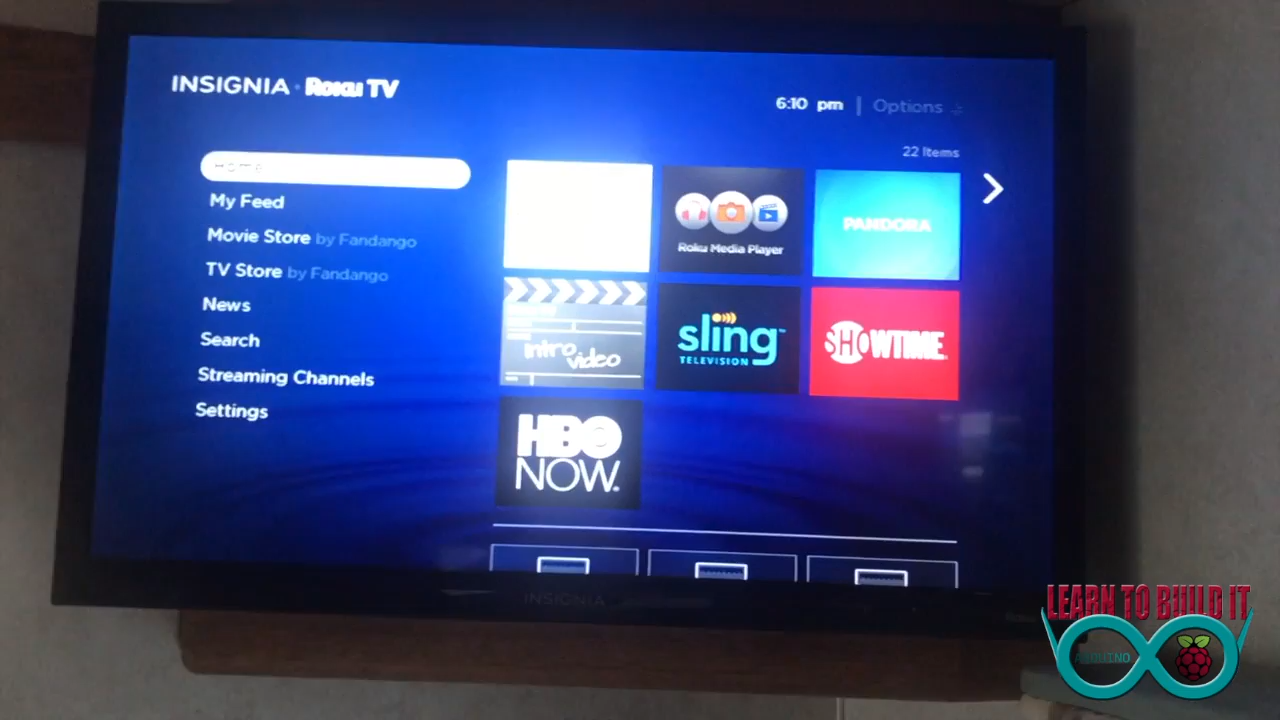 INSIGNIA • Roku TV
6:10 pm | Options
22 Items
Home
My Feed
Movie Store by Fandango
TV Store by Fandango
News
Search
Streaming Channels
Settings
Roku Media Player
PANDORA
Intro video
sling
TELEVISION
SHOWTIME
HBO
NOW
INSIGNIA
LEARN TO BUILD IT
ARDUINO